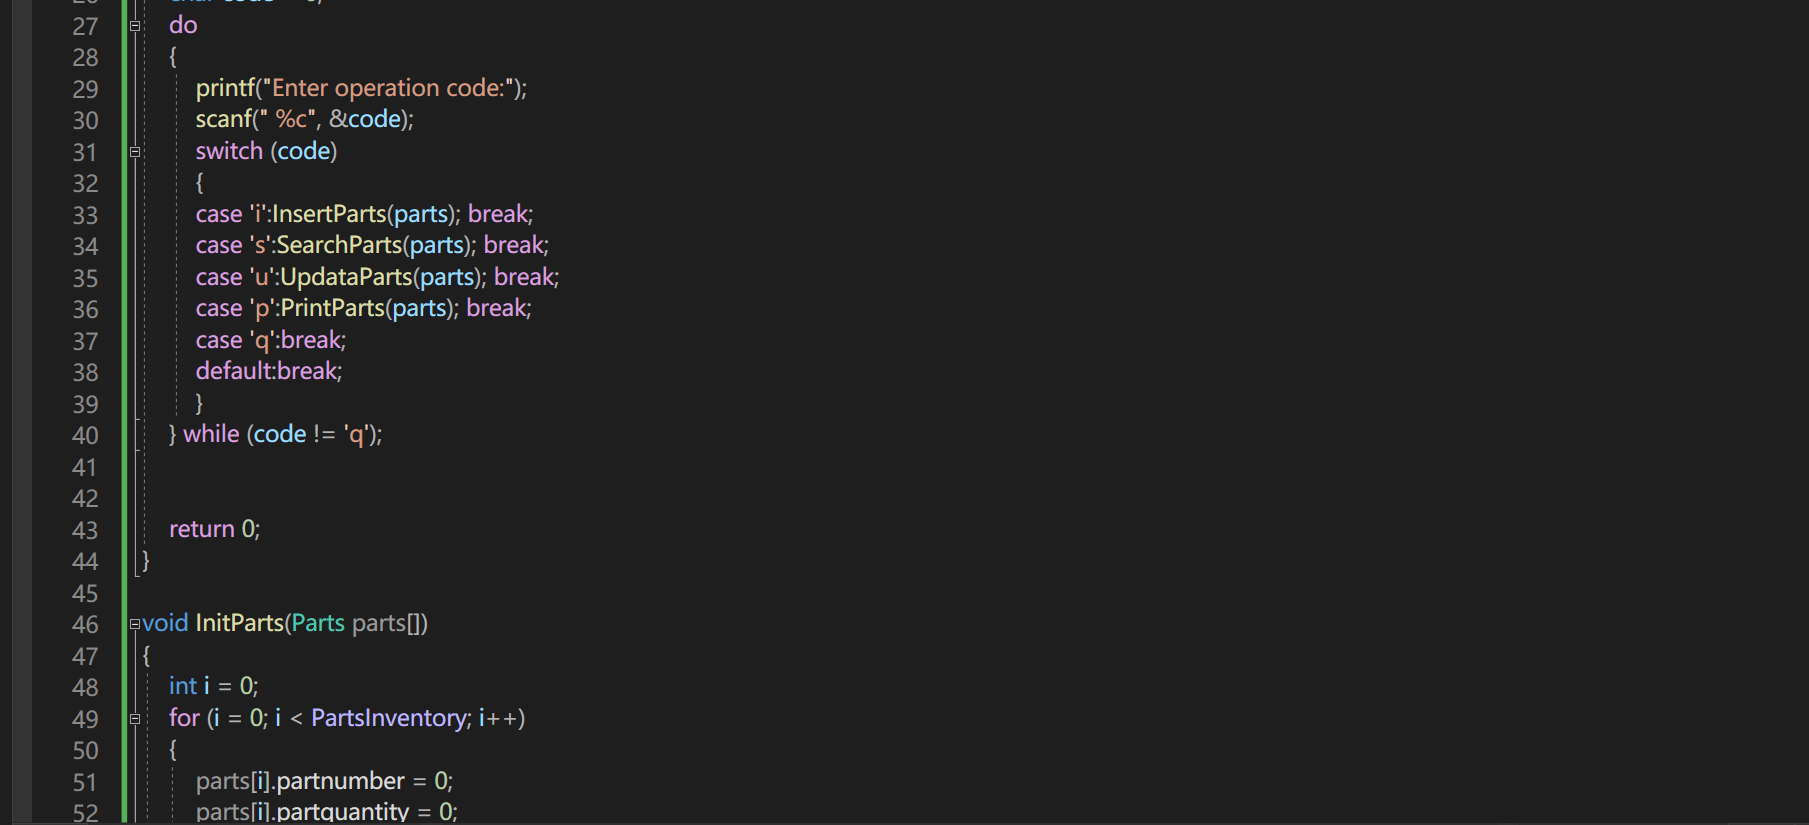 27 do
28 {
29 printf("Enter operation code:");
30 scanf(" %c", &code);
31 switch (code)
32 {
33 case 'i':InsertParts(parts); break;
34 case 's':SearchParts(parts); break;
35 case 'u':UpdataParts(parts); break;
36 case 'p':PrintParts(parts); break;
37 case 'q':break;
38 default:break;
39 }
40 } while (code != 'q');
41
42
43 return 0;
44 }
45
46 void InitParts(Parts parts[])
47 {
48 int i = 0;
49 for (i = 0; i < PartsInventory; i++)
50 {
51 parts[i].partnumber = 0;
52 parts[i].partquantity = 0;